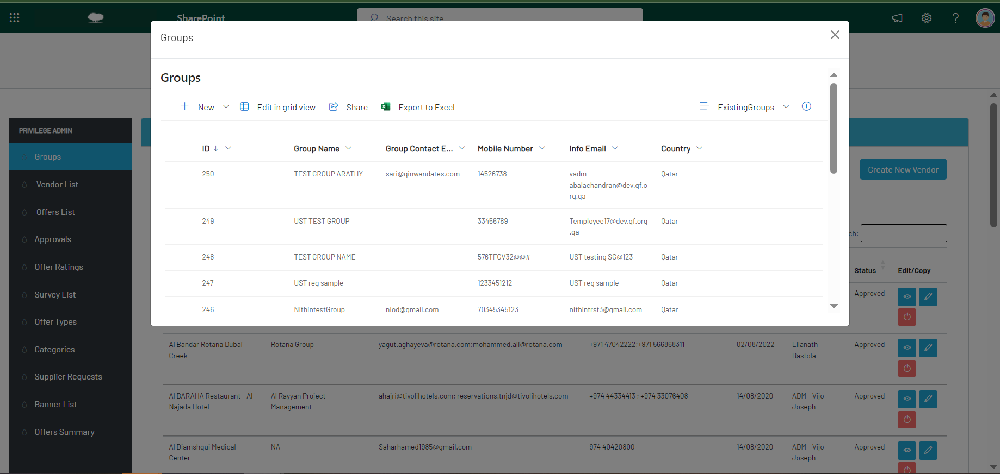 SharePoint
Search this site
Groups
Groups
New
Edit in grid view
Share
Export to Excel
ExistingGroups
ID
Group Name
Group Contact E...
Mobile Number
Info Email
Country
250
TEST GROUP ARATHY
sari@qinwandates.com
14526738
vadm-
abalachandran@dev.qf.o
rg.qa
Qatar
249
UST TEST GROUP
33456789
Temployee17@dev.qf.org
.qa
Qatar
248
TEST GROUP NAME
576TFGV32@@#
UST testing SG@123
Qatar
247
UST reg sample
1233451212
UST reg sample
Qatar
246
NithintestGroup
niod@gmail.com
70345345123
nithintrst3@gmail.com
Qatar
PRIVILEGE ADMIN
Groups
Vendor List
Offers List
Approvals
Offer Ratings
Survey List
Offer Types
Categories
Supplier Requests
Banner List
Offers Summary
Create New Vendor
ch:
Status
Edit/Copy
Approved
Al Bandar Rotana Dubai
Creek
Rotana Group
yagut.aghayeva@rotana.com;mohammed.ali@rotana.com
+971 47042222;+971 566868311
02/08/2022
Lilanath
Bastola
Approved
Al BARAHA Restaurant - Al
Najada Hotel
Al Rayyan Project
Management
ahajri@tivolihotels.com; reservations.tnjd@tivolihotels.com
+974 44334413 ; +974 33076408
14/08/2020
ADM - Vijo
Joseph
Approved
Al Diamshqui Medical
Center
NA
Saharhamed1985@gmail.com
974 40420800
14/08/2020
ADM - Vijo
Joseph
Approved